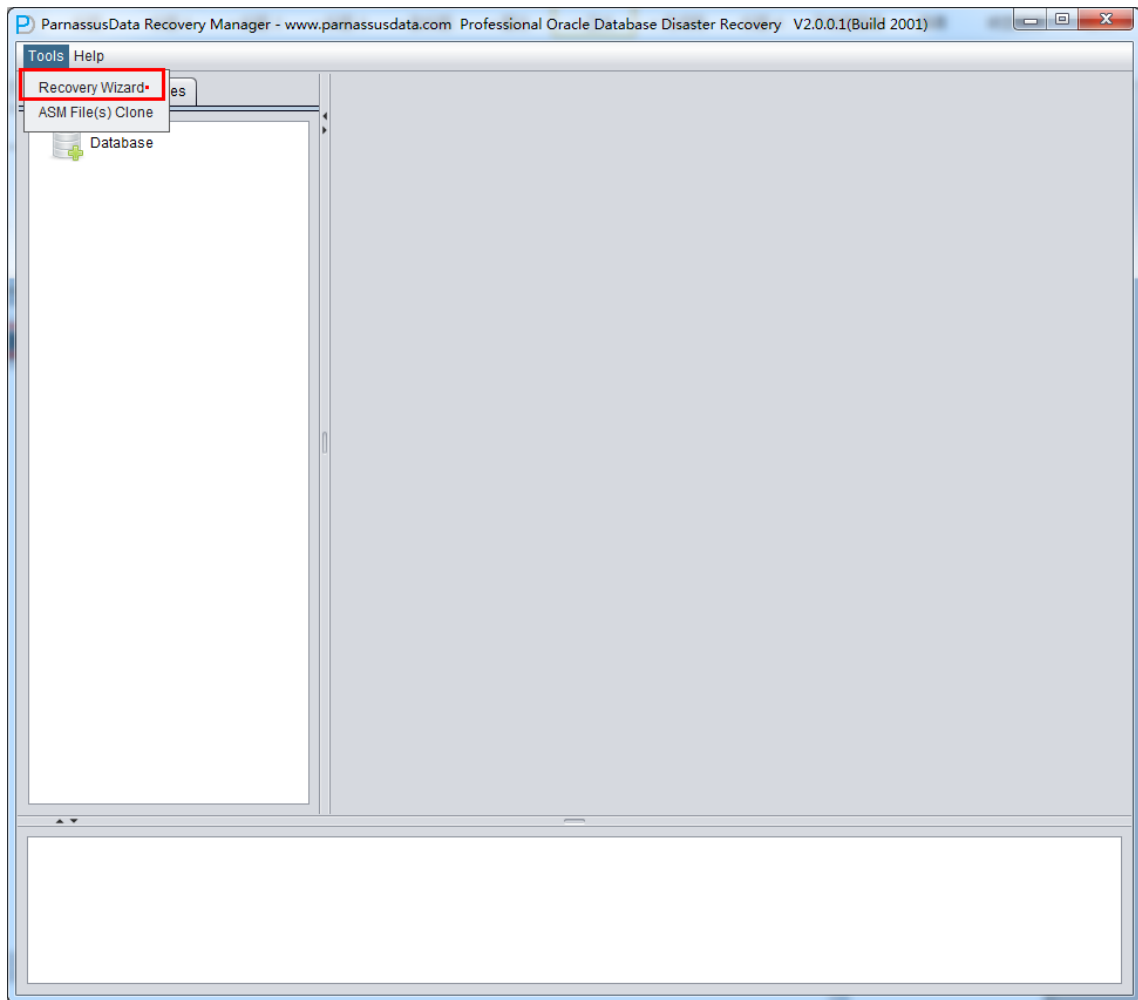 ParnassusData Recovery Manager - www.parnassusdata.com Professional Oracle Database Disaster Recovery V2.0.0.1(Build 2001)
Tools Help
Recovery Wizard
es
ASM File(s) Clone
Database